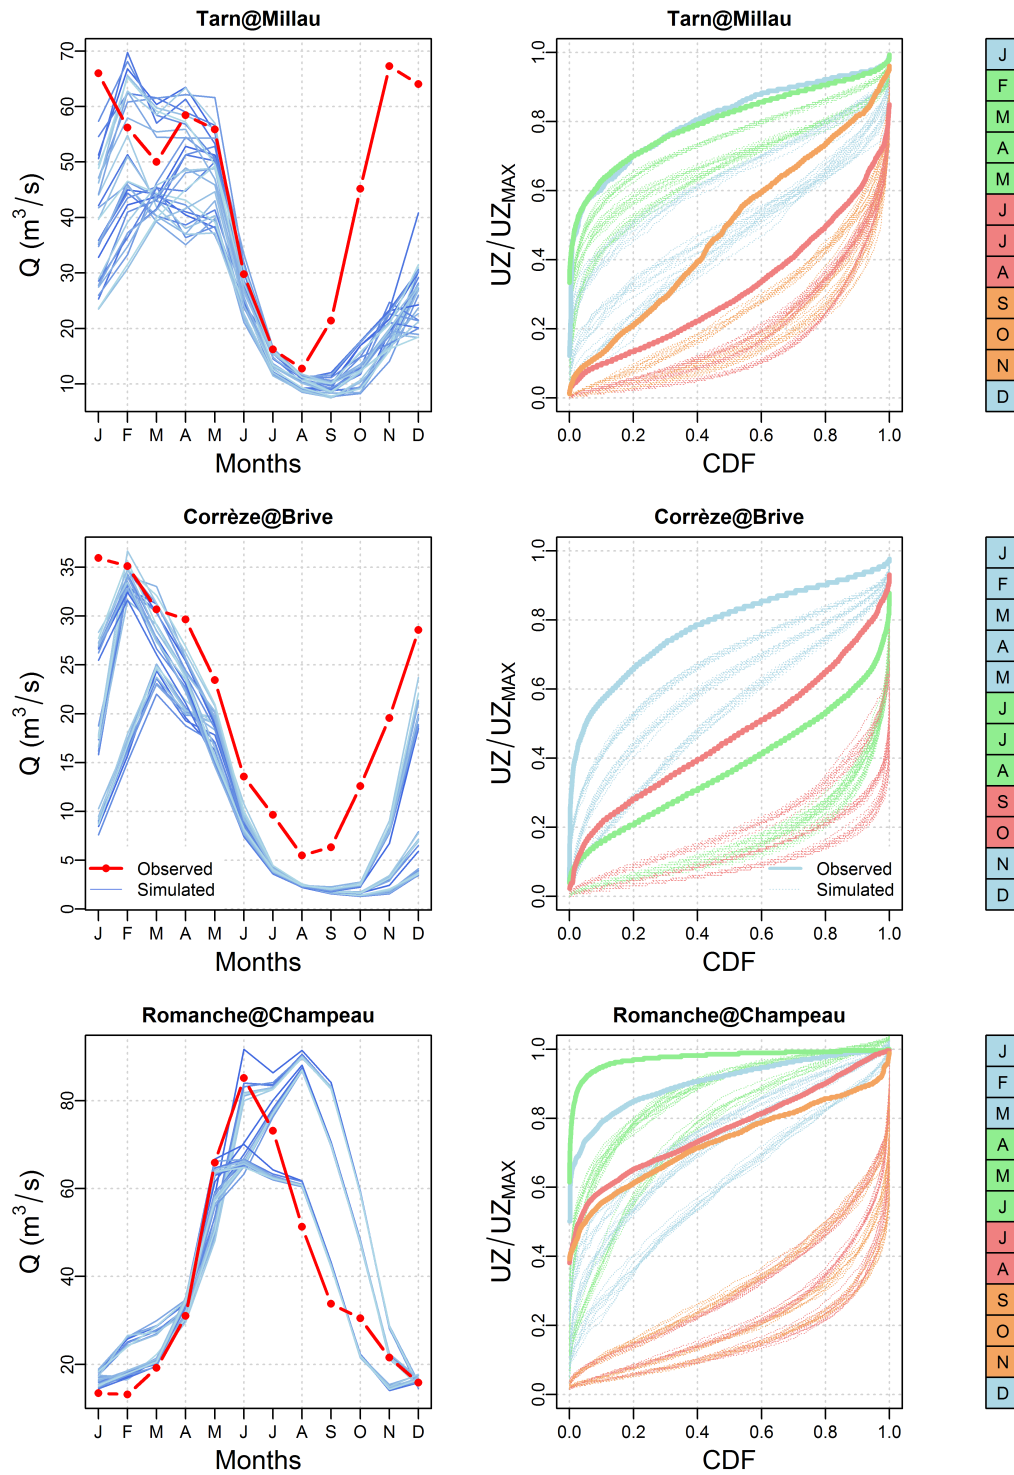 Tarn@Millau
Q (m³/s)
70
60
50
40
30
20
10
J F M A M J J A S O N D
Months
Tarn@Millau
UZ/UZMAX
1.0
0.8
0.6
0.4
0.2
0.0
0.0 0.2 0.4 0.6 0.8 1.0
CDF
J
F
M
A
M
J
J
A
S
O
N
D
Corrèze@Brive
Q (m³/s)
35
30
25
20
15
10
5
0
Observed
Simulated
J F M A M J J A S O N D
Months
Corrèze@Brive
UZ/UZMAX
1.0
0.8
0.6
0.4
0.2
0.0
Observed
Simulated
0.0 0.2 0.4 0.6 0.8 1.0
CDF
J
F
M
A
M
J
J
A
S
O
N
D
Romanche@Champeau
Q (m³/s)
80
60
40
20
J F M A M J J A S O N D
Months
Romanche@Champeau
UZ/UZMAX
1.0
0.8
0.6
0.4
0.2
0.0
0.0 0.2 0.4 0.6 0.8 1.0
CDF
J
F
M
A
M
J
J
A
S
O
N
D